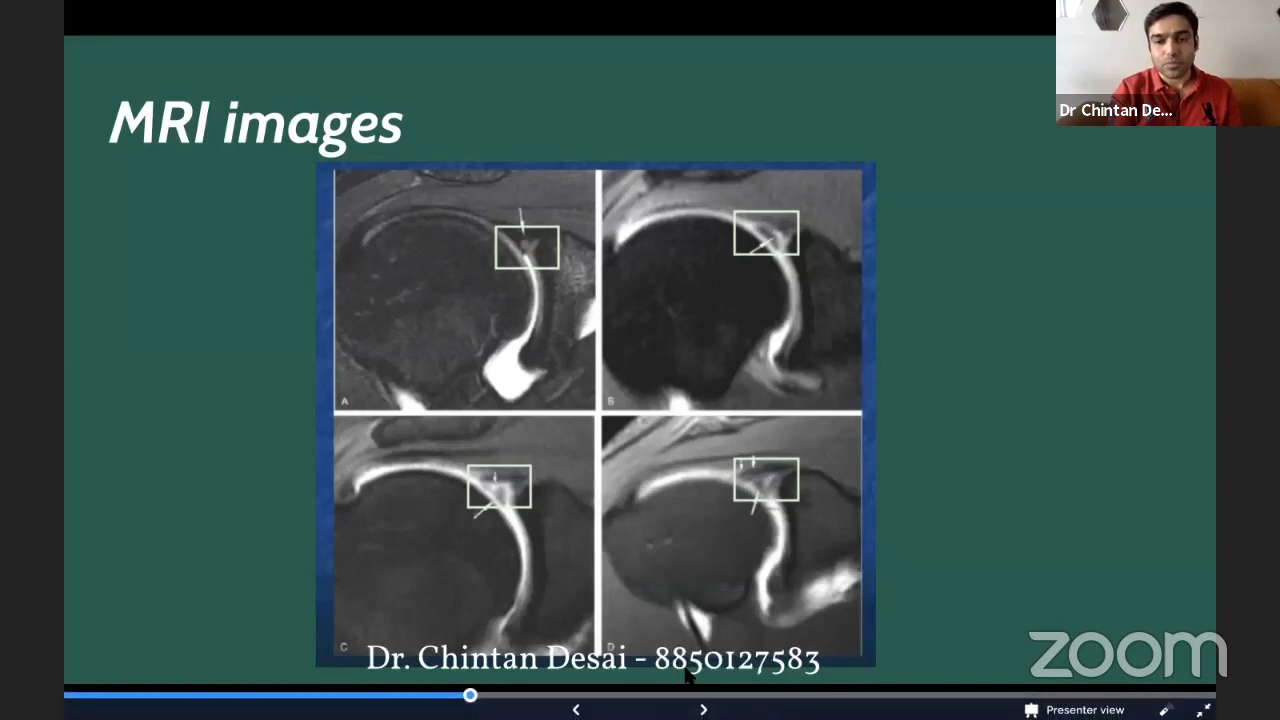 Dr Chintan De...
MRI images
A
B
C
D
Dr. Chintan Desai - 8850127583
zoom
Presenter view